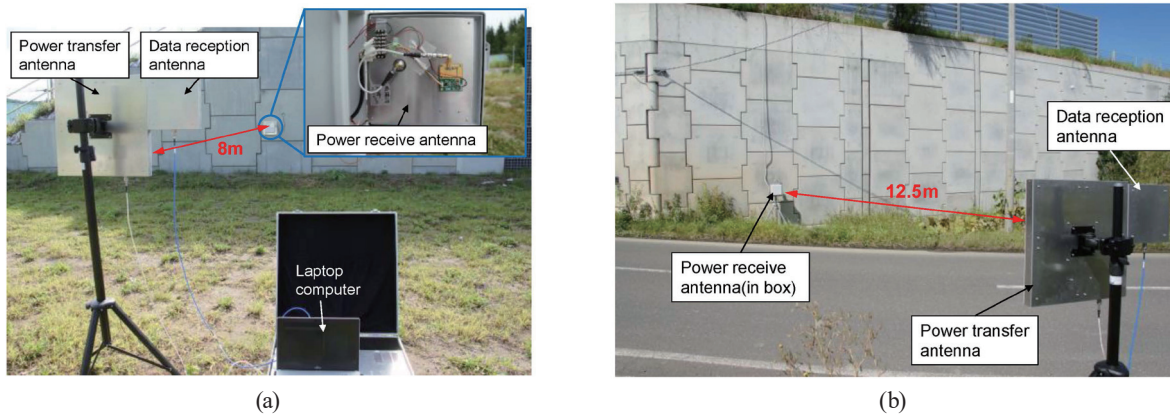 Power transfer
antenna
Data reception
antenna
Power receive antenna
8m
Laptop
computer
(a)
Data reception
antenna
12.5m
Power receive
antenna(in box)
Power transfer
antenna
(b)